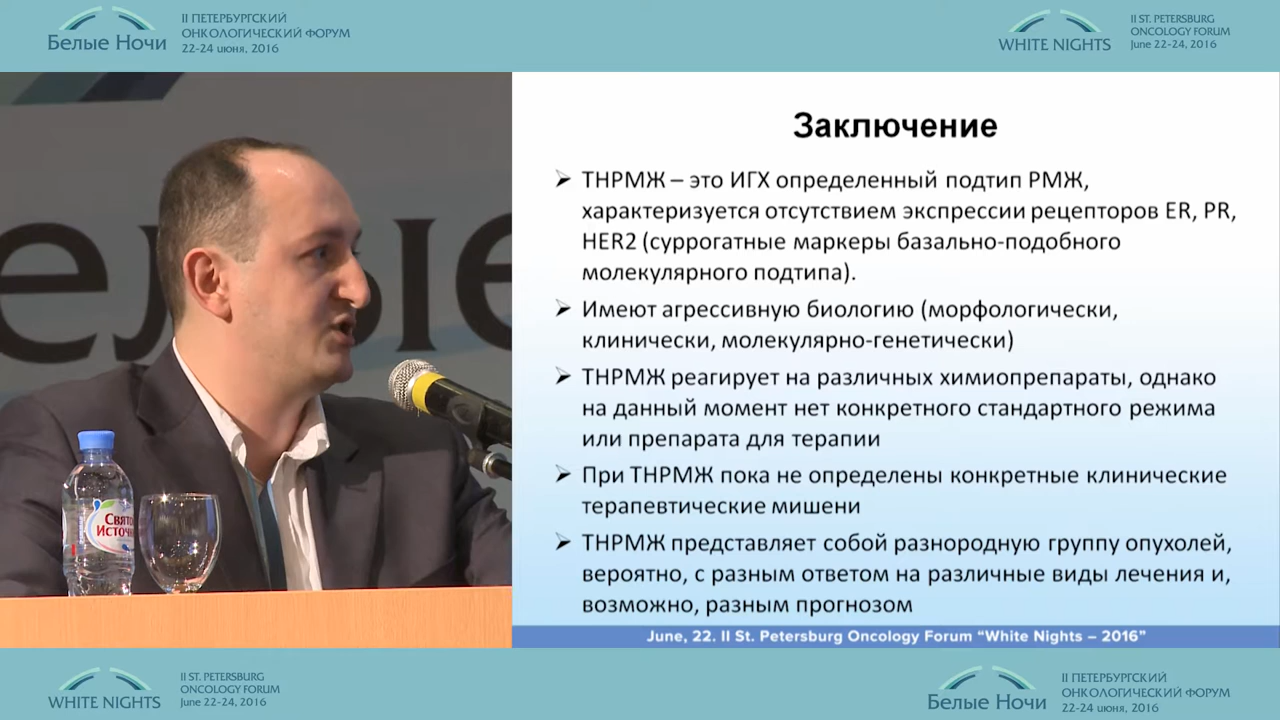 Белые Ночи
II ПЕТЕРБУРГСКИЙ
ОНКОЛОГИЧЕСКИЙ ФОРУМ
22-24 июня, 2016
WHITE NIGHTS
II ST. PETERSBURG
ONCOLOGY FORUM
June 22-24, 2016
елые
Святой
Источник
Заключение
ТНРМЖ – это ИГХ определенный подтип РМЖ,
характеризуется отсутствием экспрессии рецепторов ER, PR,
HER2 (суррогатные маркеры базально-подобного
молекулярного подтипа).
Имеют агрессивную биологию (морфологически,
клинически, молекулярно-генетически)
ТНРМЖ реагирует на различных химиопрепараты, однако
на данный момент нет конкретного стандартного режима
или препарата для терапии
При ТНРМЖ пока не определены конкретные клинические
терапевтические мишени
ТНРМЖ представляет собой разнородную группу опухолей,
вероятно, с разным ответом на различные виды лечения и,
возможно, разным прогнозом
June, 22. II St. Petersburg Oncology Forum “White Nights – 2016”
WHITE NIGHTS
II ST. PETERSBURG
ONCOLOGY FORUM
June 22-24, 2016
Белые Ночи
II ПЕТЕРБУРГСКИЙ
ОНКОЛОГИЧЕСКИЙ ФОРУМ
22-24 июня, 2016